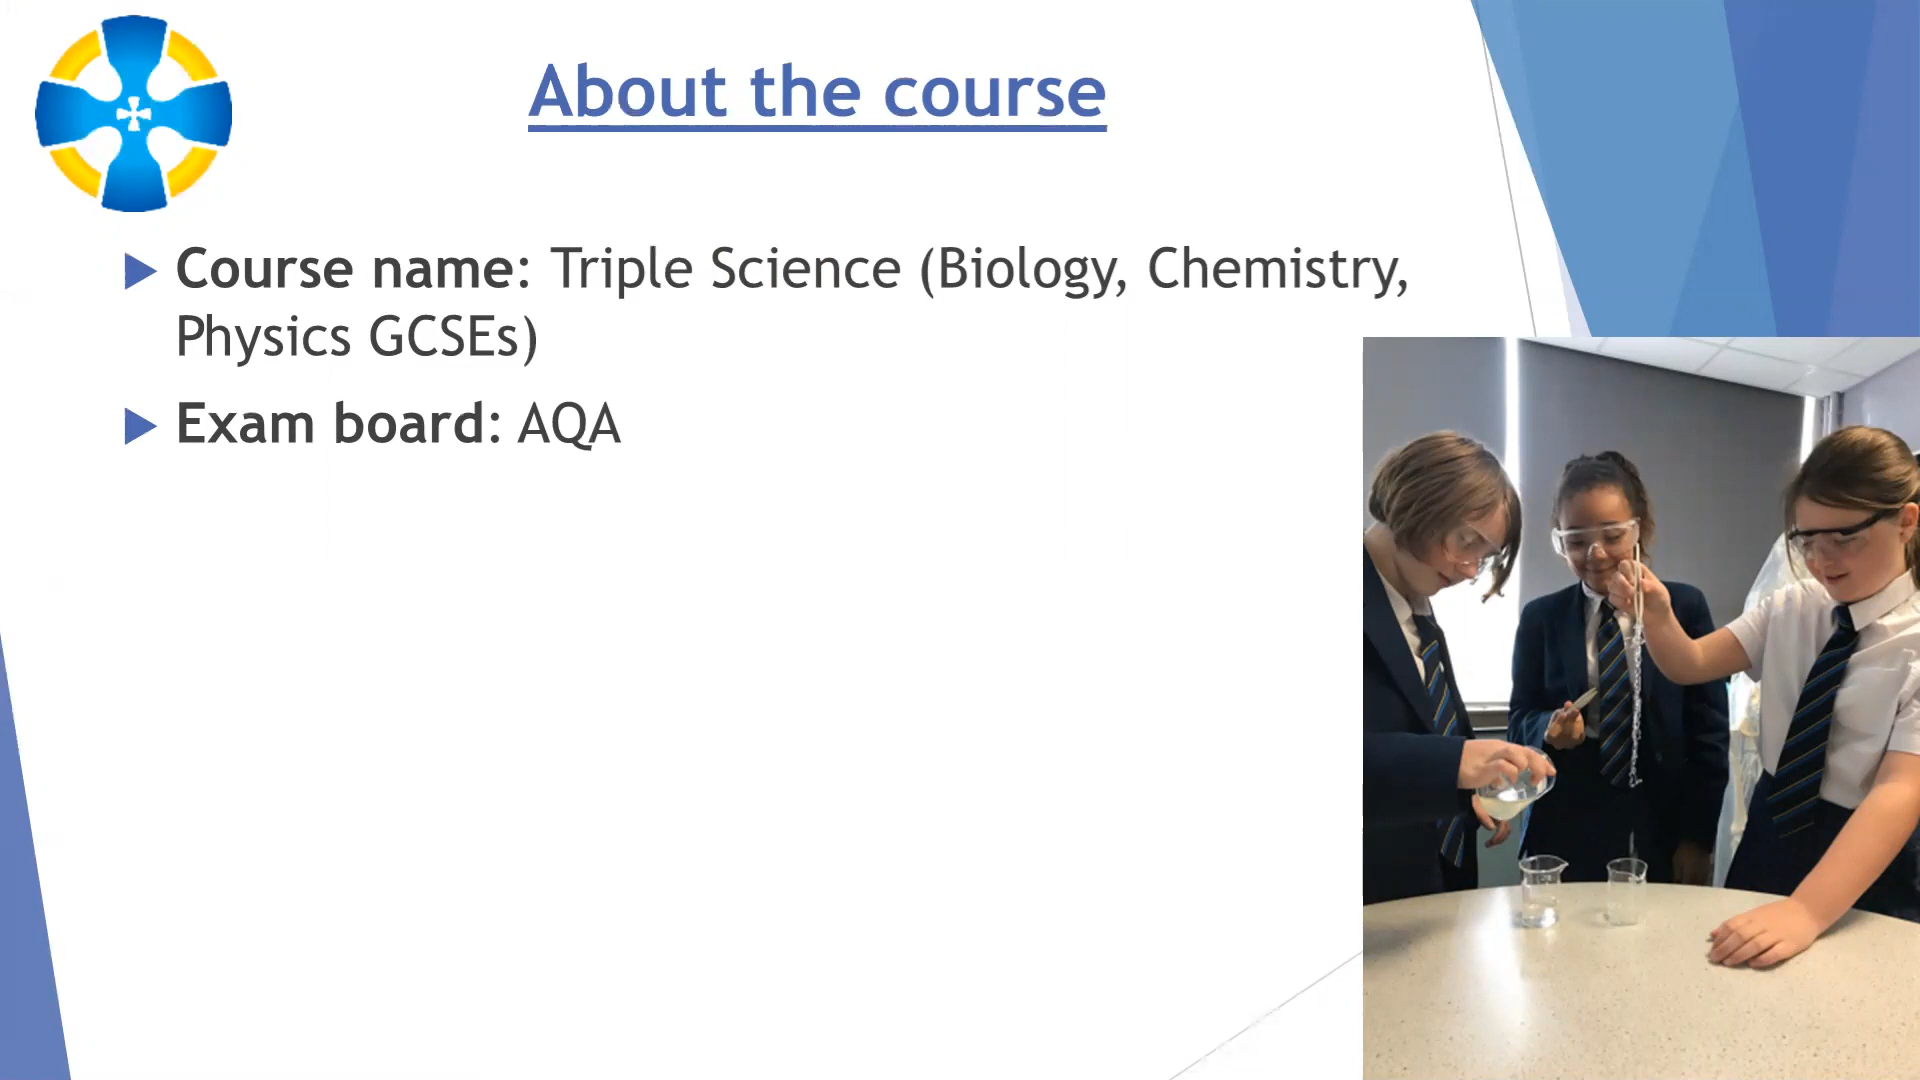 About the course
Course name: Triple Science (Biology, Chemistry,
Physics GCSEs)
Exam board: AQA